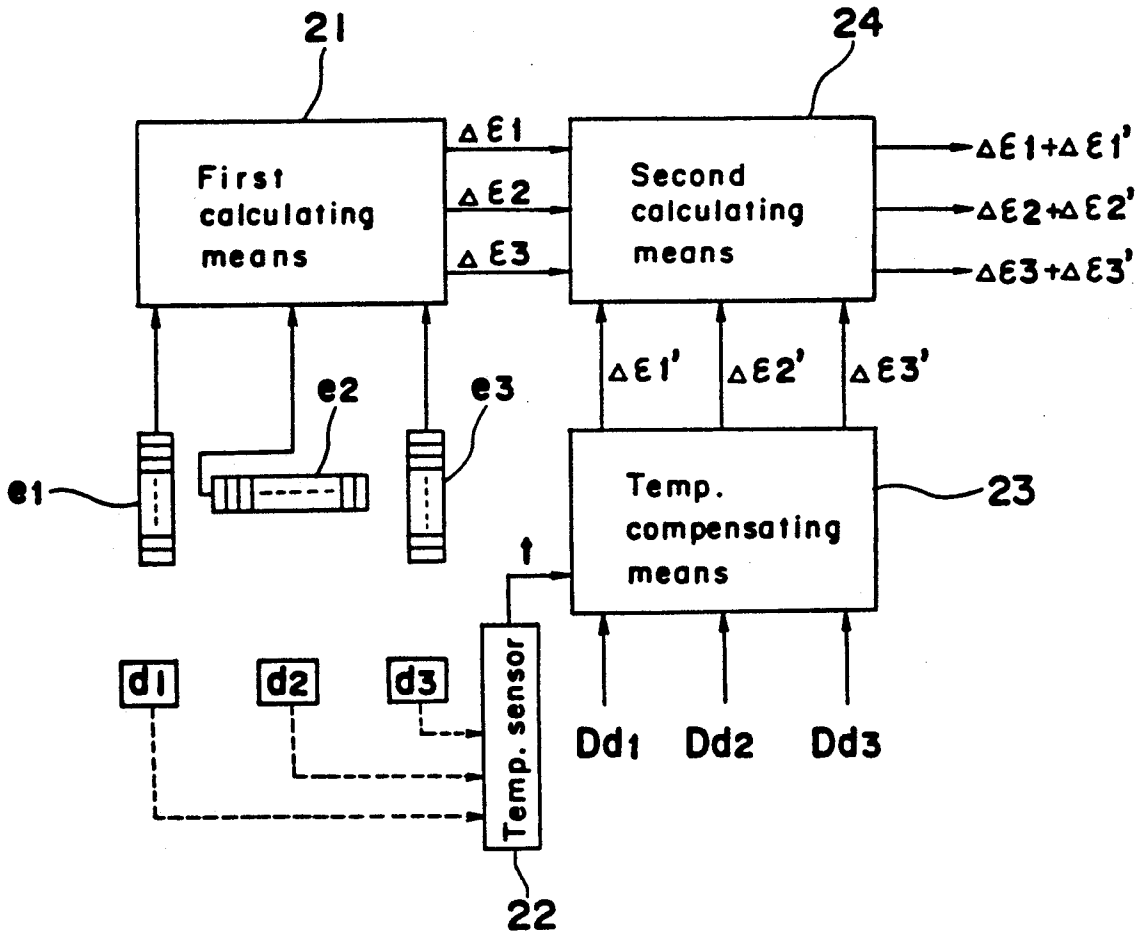 21
24
First
calculating
means
Δε1
Δε2
Δε3
Second
calculating
means
Δε1+Δε1'
Δε2+Δε2'
Δε3+Δε3'
Δε1'
Δε2'
Δε3'
e1
e2
e3
Temp.
compensating
means
23
t
d1
d2
d3
Temp. sensor
22
Dd1
Dd2
Dd3